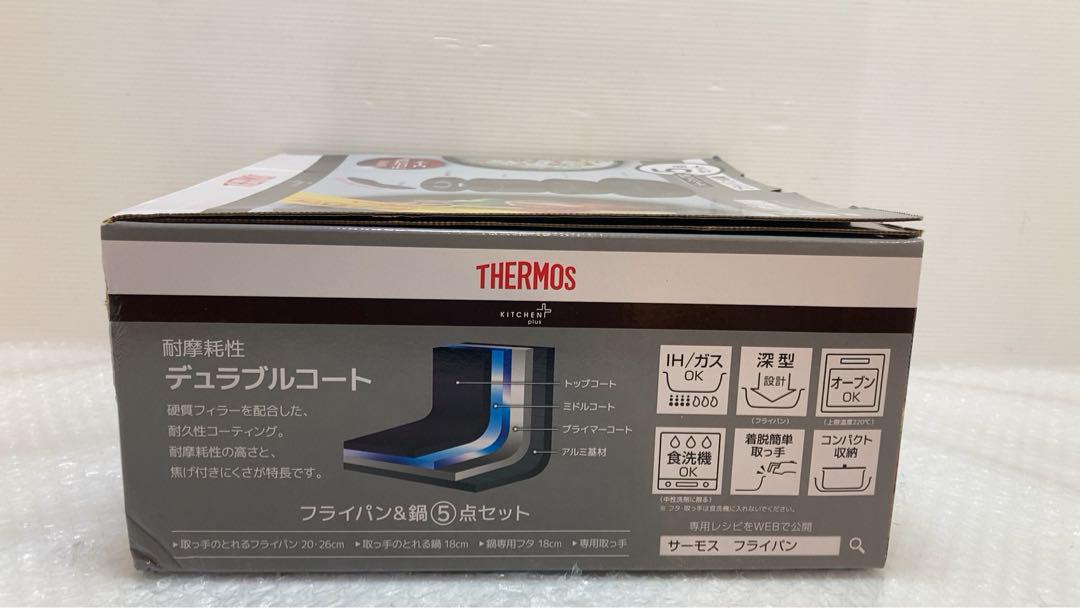 THERMOS
KITCHEN+
plus
耐摩耗性
デュラブルコート
硬質フィラーを配合した、
耐久性コーティング。
耐摩耗性の高さと、
焦げ付きにくさが特長です。
トップコート
ミドルコート
プライマーコート
アルミ基材
フライパン&鍋⑤点セット
▶取っ手のとれるフライパン 20・26cm ▶取っ手のとれる鍋 18cm ▶鍋専用フタ 18cm ▶専用取っ手
IH/ガス
OK
深型
設計
(フライパン)
オーブン
OK
(上限温度220℃)
食洗機
OK
(中性洗剤に限る)
着脱簡単
取っ手
コンパクト
収納
※ フタ・取っ手は食洗機に入れないでください。
専用レシピをWEBで公開
サーモス フライパン